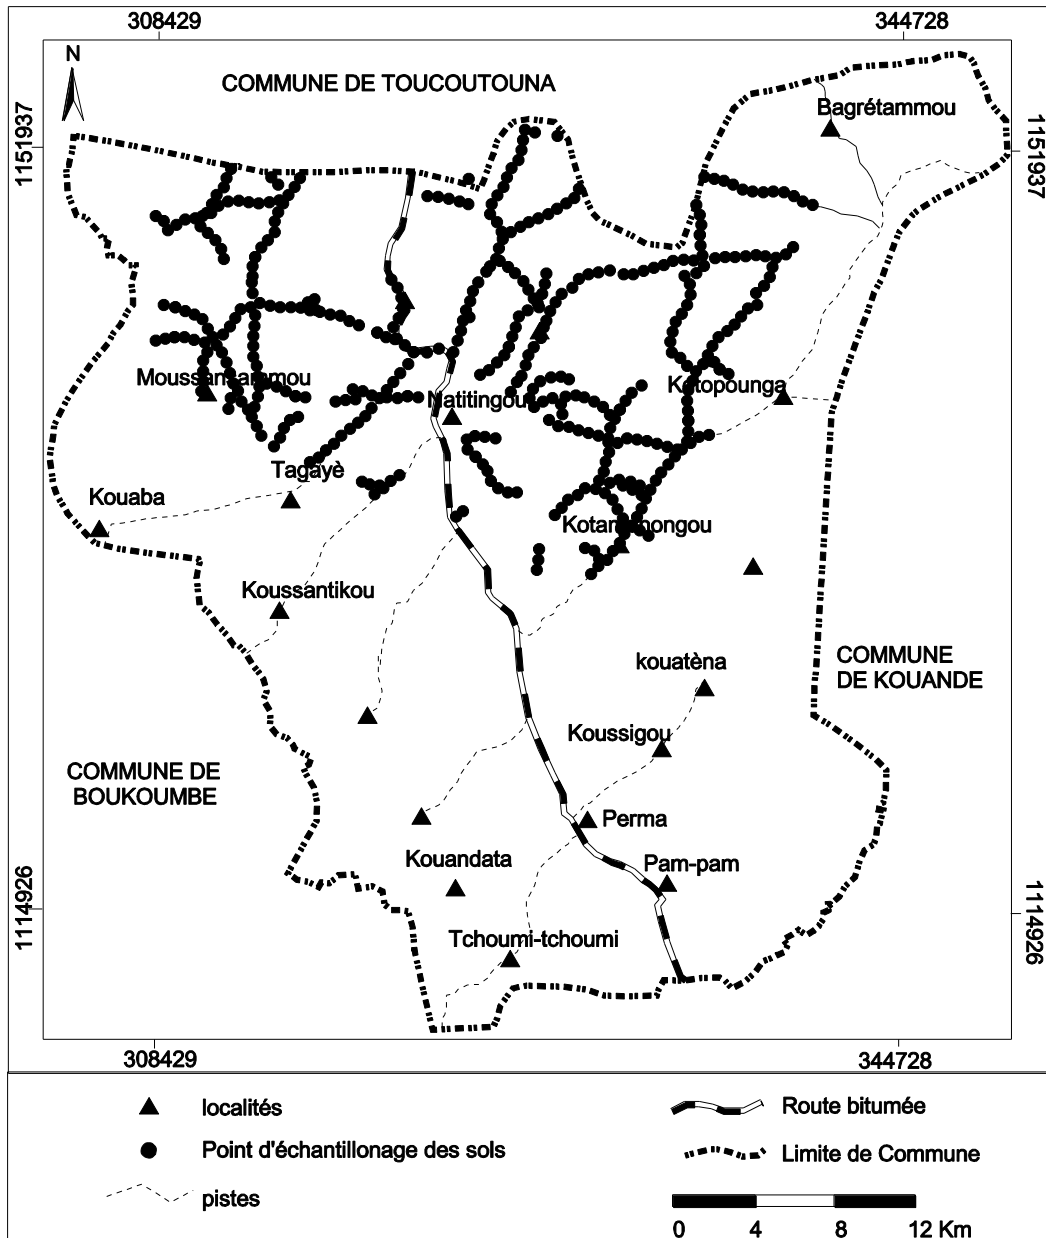 308429
344728
N
COMMUNE DE TOUCOUTOUNA
Bagrétammou
1151937
1151937
Moussansammou
Natitingou
Kotopounga
Tagayè
Kouaba
Koussantikou
kouatèna
COMMUNE
DE KOUANDE
Koussigou
COMMUNE DE
BOUKOUMBE
Perma
Kouandata
Pam-pam
1114926
1114926
Tchoumi-tchoumi
308429
344728
localités
Route bitumée
Point d'échantillonage des sols
Limite de Commune
pistes
0 4 8 12 Km